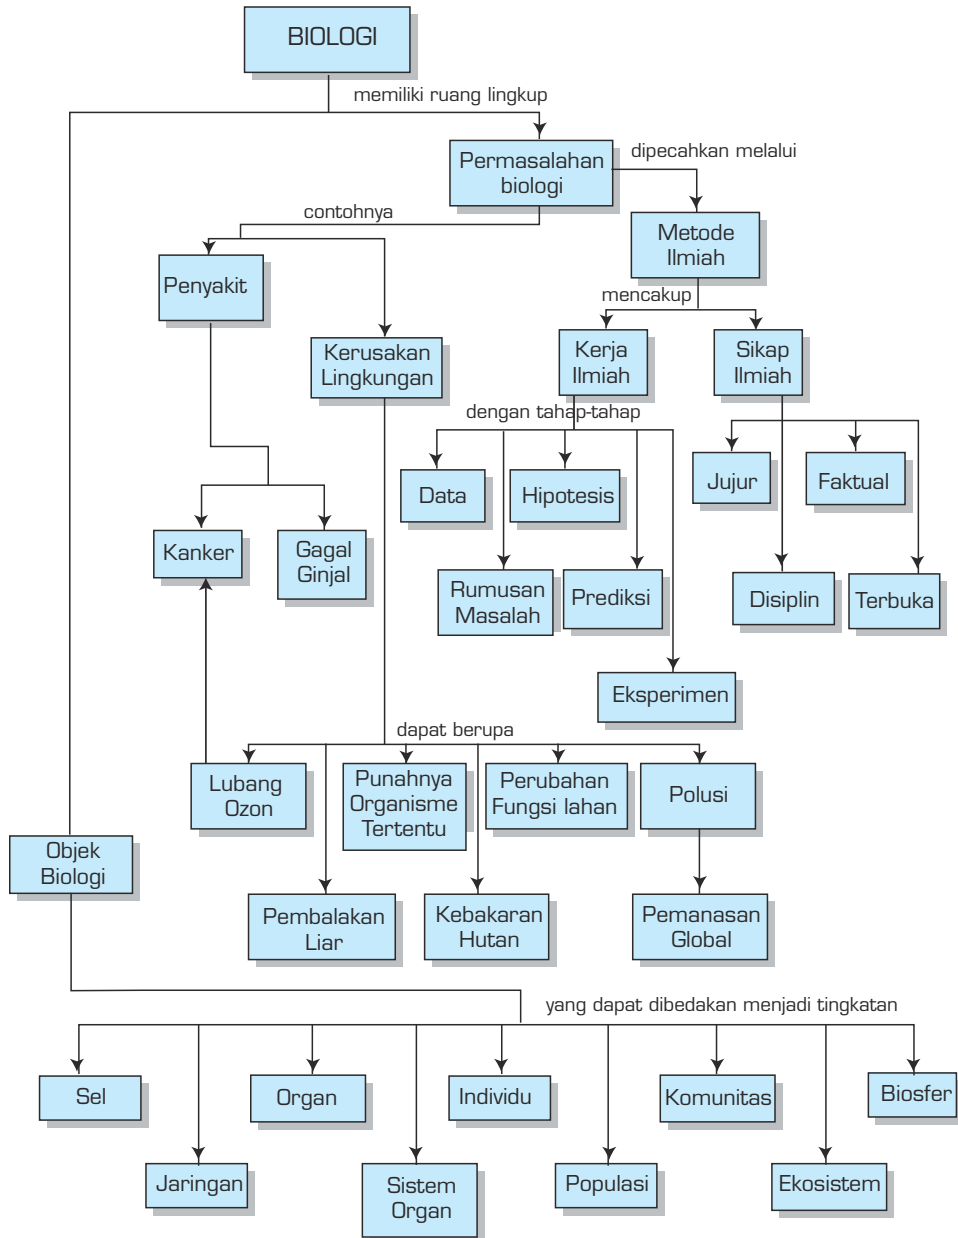 BIOLOGI
memiliki ruang lingkup
Permasalahan
biologi
dipecahkan melalui
contohnya
Metode
Ilmiah
Penyakit
mencakup
Kerusakan
Lingkungan
Kerja
Ilmiah
Sikap
Ilmiah
dengan tahap-tahap
Data
Hipotesis
Jujur
Faktual
Kanker
Gagal
Ginjal
Rumusan
Masalah
Prediksi
Disiplin
Terbuka
Eksperimen
dapat berupa
Lubang
Ozon
Punahnya
Organisme
Tertentu
Perubahan
Fungsi lahan
Polusi
Objek
Biologi
Pembalakan
Liar
Kebakaran
Hutan
Pemanasan
Global
yang dapat dibedakan menjadi tingkatan
Sel
Organ
Individu
Komunitas
Biosfer
Jaringan
Sistem
Organ
Populasi
Ekosistem